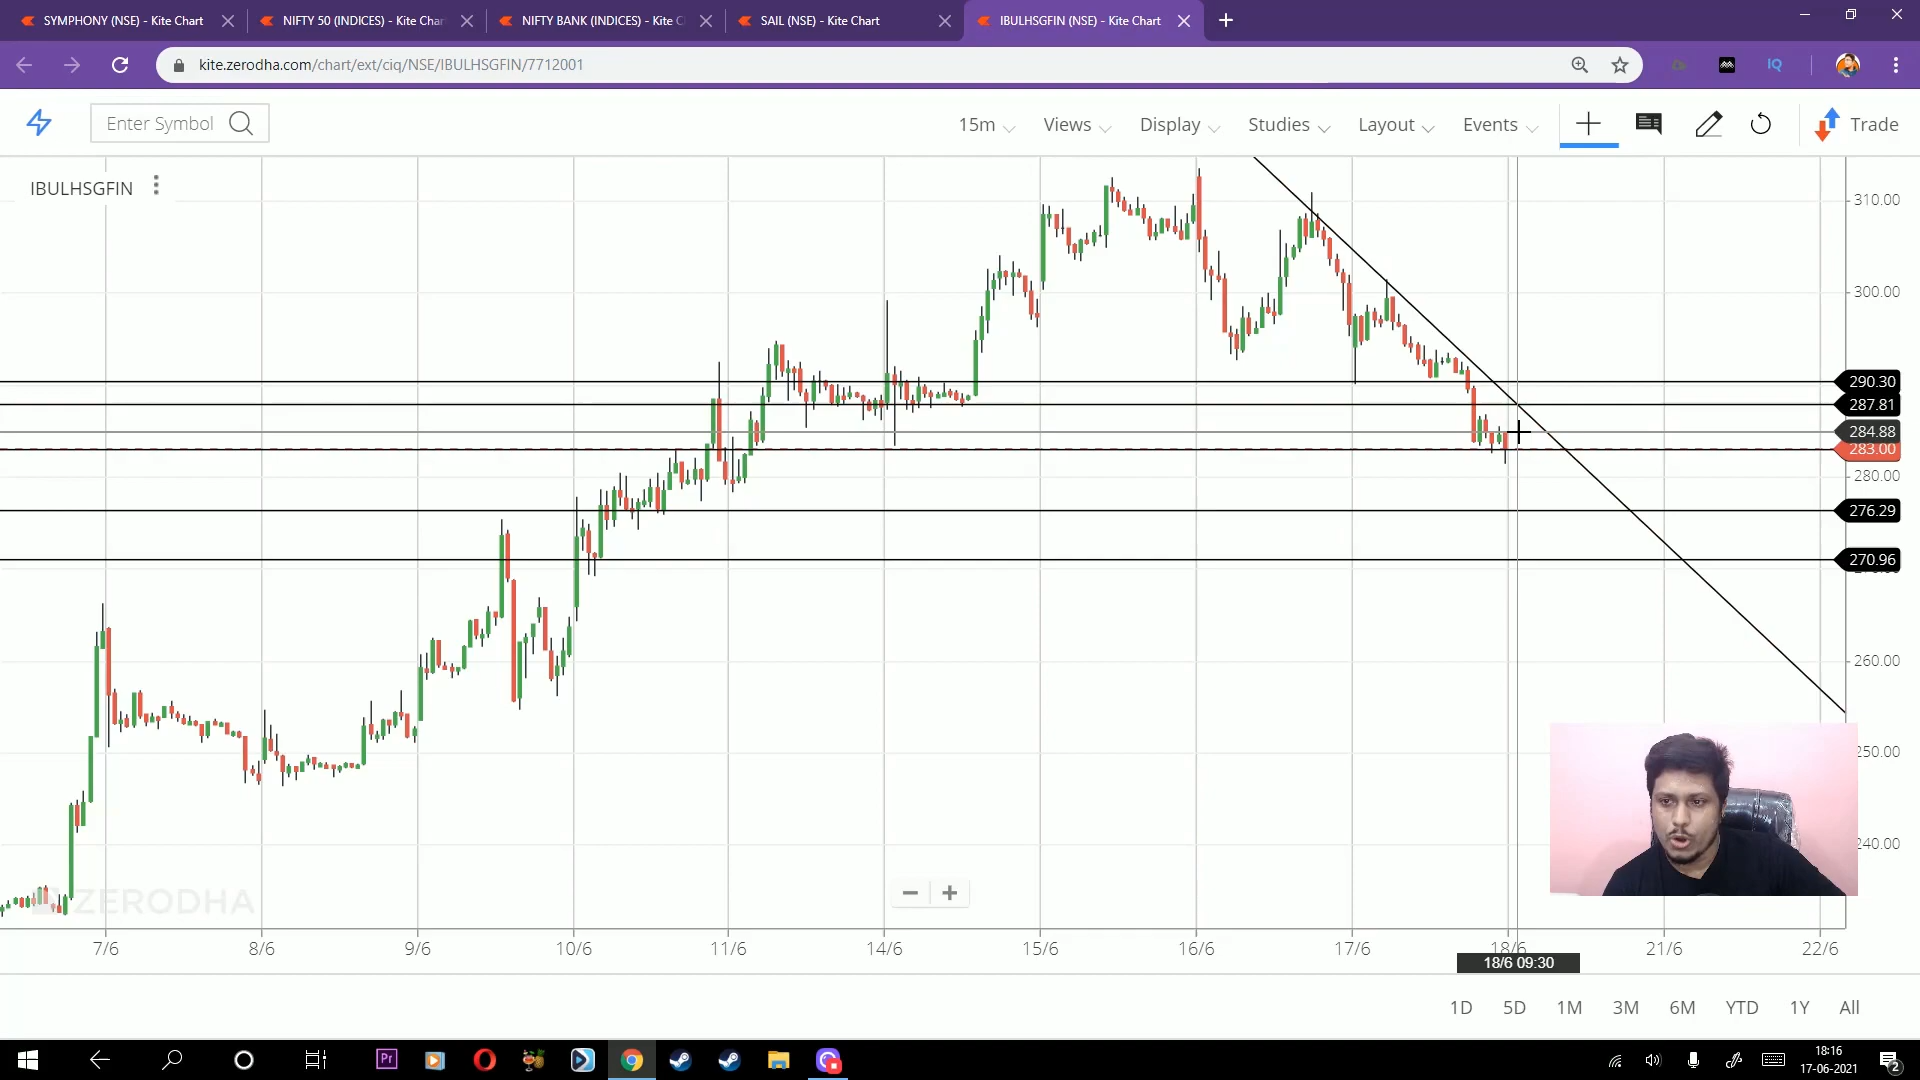 SYMPHONY (NSE) - Kite Chart
NIFTY 50 (INDICES) - Kite Char
NIFTY BANK (INDICES) - Kite C
SAIL (NSE) - Kite Chart
IBULHSGFIN (NSE) - Kite Chart
kite.zerodha.com/chart/ext/ciq/NSE/IBULHSGFIN/7712001
IQ
Enter Symbol
15m
Views
Display
Studies
Layout
Events
Trade
IBULHSGFIN
310.00
300.00
290.30
287.81
284.88
283.00
280.00
276.29
270.96
260.00
250.00
240.00
ZERODHA
7/6
8/6
9/6
10/6
11/6
14/6
15/6
16/6
17/6
18/6
21/6
22/6
18/6 09:30
1D
5D
1M
3M
6M
YTD
1Y
All
Pr
18:16
17-06-2021
2